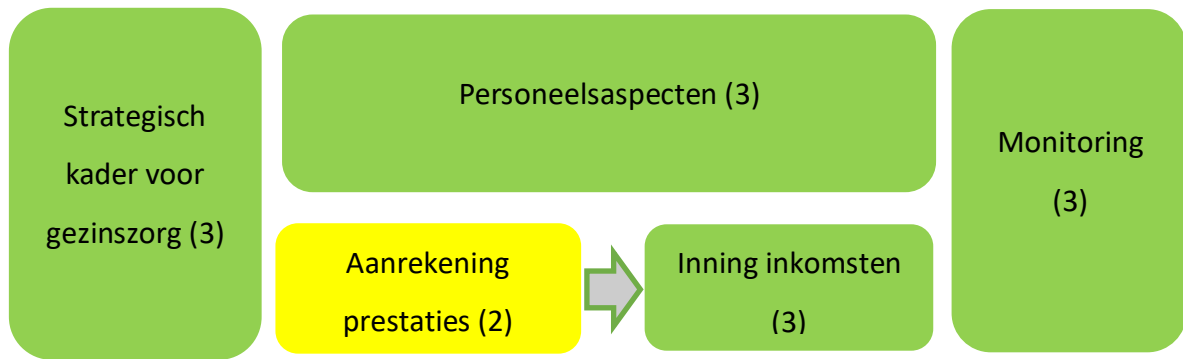 Strategisch
kader voor
gezinszorg (3)
Personeelsaspecten (3)
Aanrekening
prestaties (2)
Inning inkomsten
(3)
Monitoring
(3)